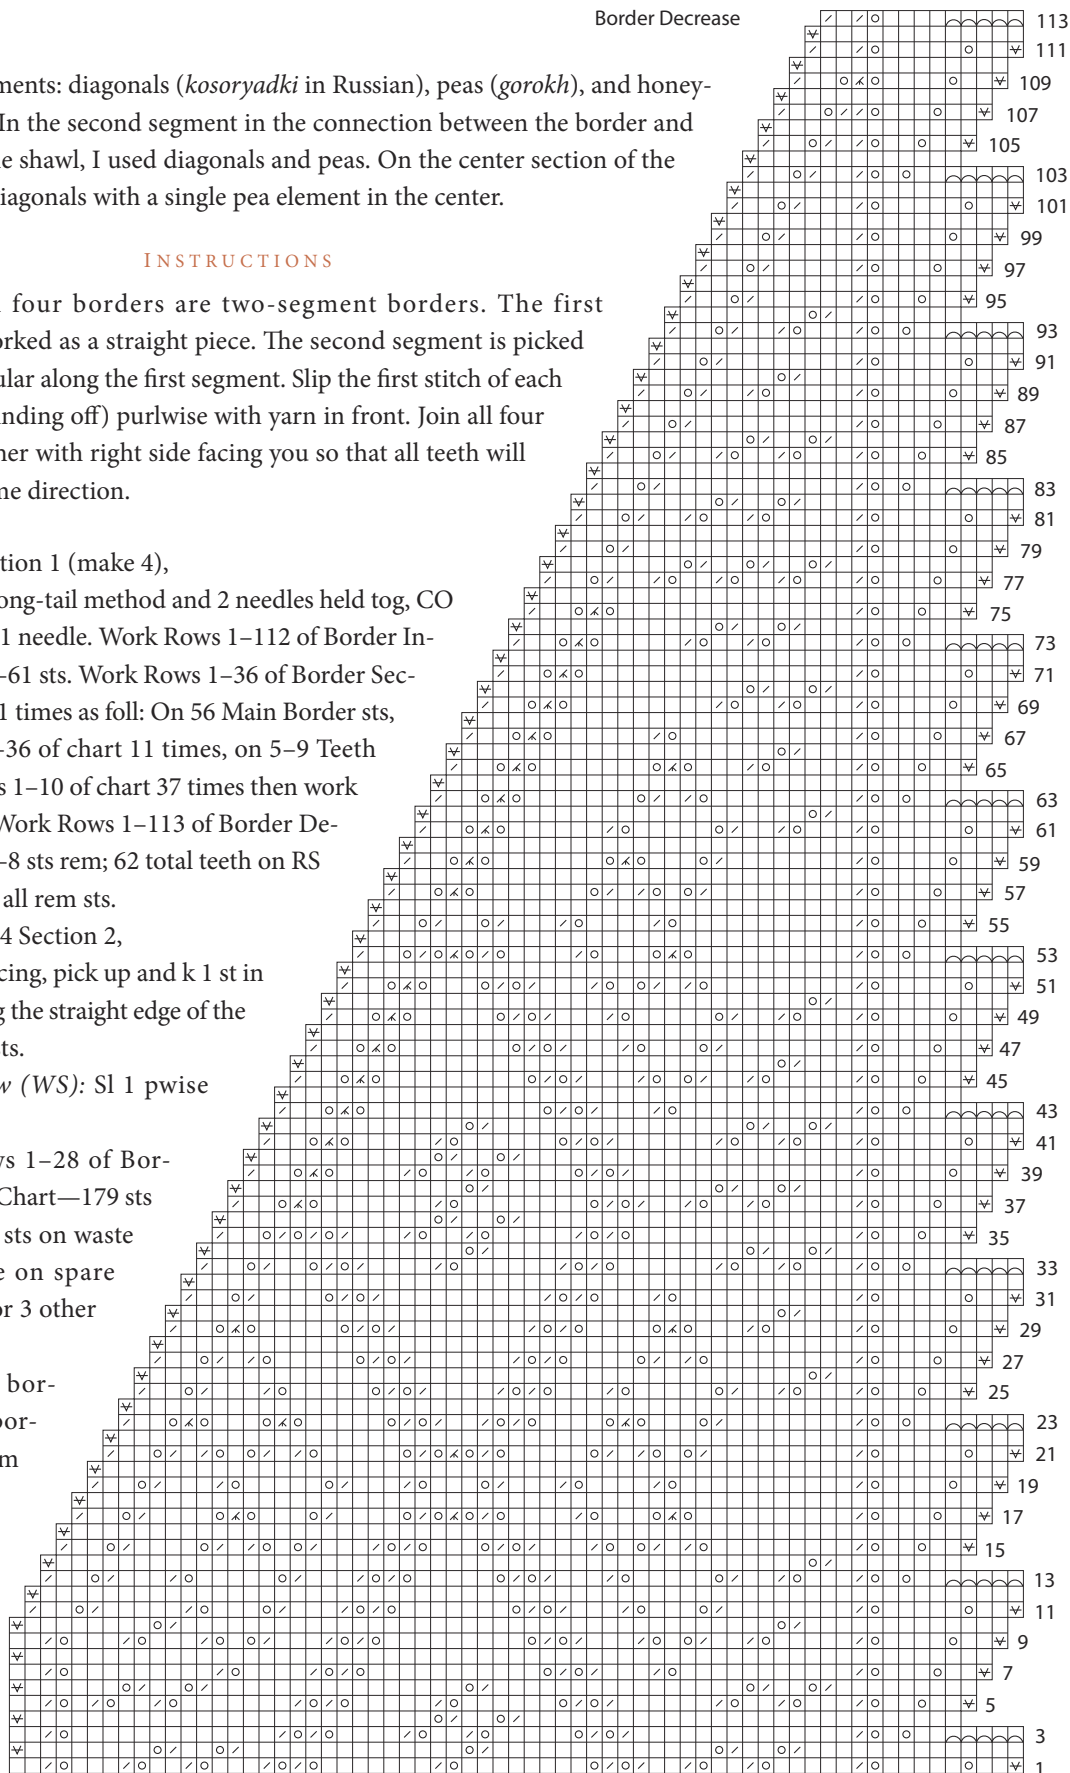 Border Decrease
ments: diagonals (kosoryadki in Russian), peas (gorokh), and honey-
In the second segment in the connection between the border and
e shawl, I used diagonals and peas. On the center section of the
iagonals with a single pea element in the center.
INSTRUCTIONS
four borders are two-segment borders. The first
orked as a straight piece. The second segment is picked
ular along the first segment. Slip the first stitch of each
nding off) purlwise with yarn in front. Join all four
her with right side facing you so that all teeth will
ne direction.
tion 1 (make 4),
ong-tail method and 2 needles held tog, CO
1 needle. Work Rows 1–112 of Border In-
–61 sts. Work Rows 1–36 of Border Sec-
1 times as foll: On 56 Main Border sts,
–36 of chart 11 times, on 5–9 Teeth
s 1–10 of chart 37 times then work
Work Rows 1–113 of Border De-
–8 sts rem; 62 total teeth on RS
all rem sts.
4 Section 2,
cing, pick up and k 1 st in
g the straight edge of the
sts.
w (WS): Sl 1 pwise
ws 1–28 of Bor-
Chart—179 sts
sts on waste
e on spare
or 3 other
bor-
bor-
m
113
111
109
107
105
103
101
99
97
95
93
91
89
87
85
83
81
79
77
75
73
71
69
67
65
63
61
59
57
55
53
51
49
47
45
43
41
39
37
35
33
31
29
27
25
23
21
19
17
15
13
11
9
7
5
3
1